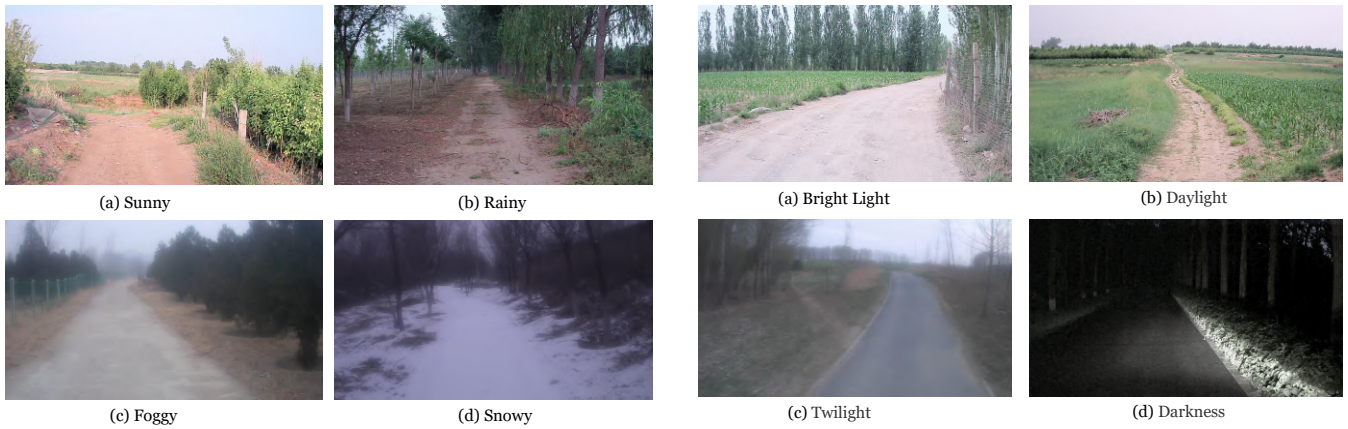 (a) Sunny
(b) Rainy
(a) Bright Light
(b) Daylight
(c) Foggy
(d) Snowy
(c) Twilight
(d) Darkness